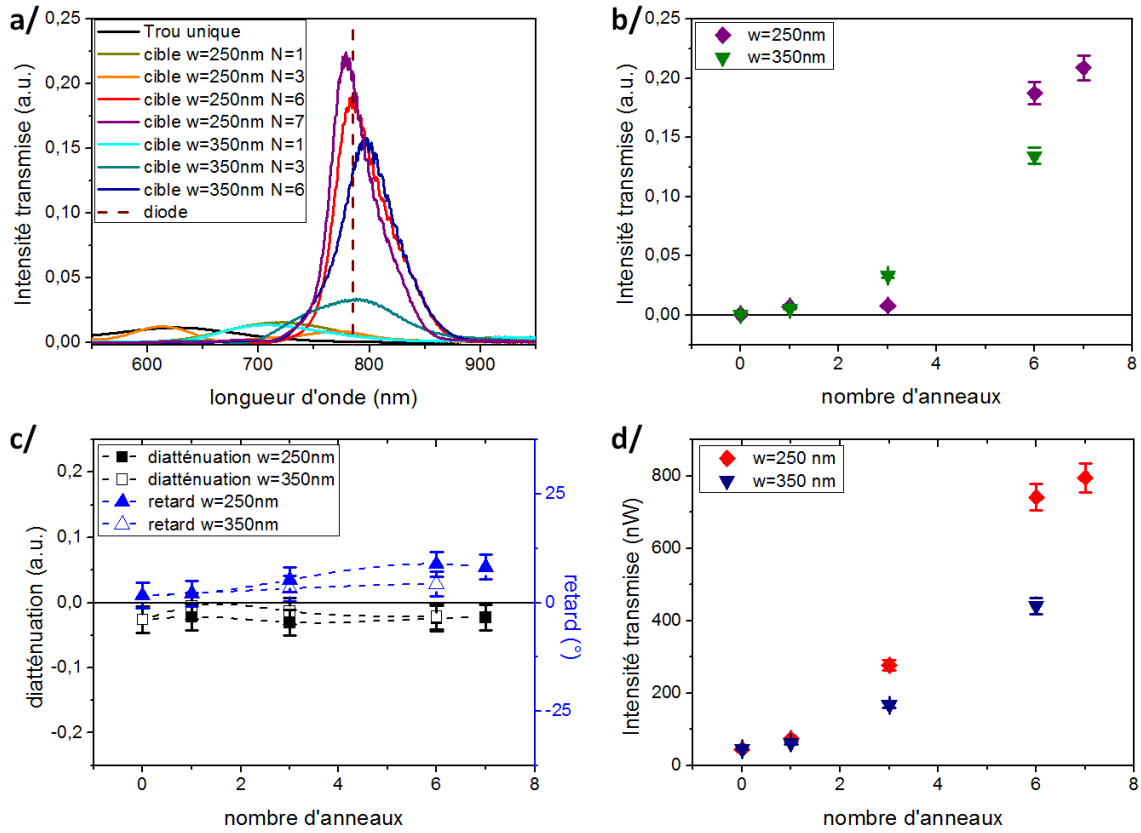 a/
0,25
0,20
0,15
0,10
0,05
0,00
Intensité transmise (a.u.)
Trou unique
cible w=250nm N=1
cible w=250nm N=3
cible w=250nm N=6
cible w=250nm N=7
cible w=350nm N=1
cible w=350nm N=3
cible w=350nm N=6
diode
600 700 800 900
longueur d'onde (nm)
b/
0,25
0,20
0,15
0,10
0,05
0,00
Intensité transmise (a.u.)
w=250nm
w=350nm
0 2 4 6 8
nombre d'anneaux
c/
0,2
0,1
0,0
-0,1
-0,2
diatténuation (a.u.)
diatténuation w=250nm
diatténuation w=350nm
retard w=250nm
retard w=350nm
25
0
-25
retard (°)
0 2 4 6 8
nombre d'anneaux
d/
800
600
400
200
0
Intensité transmise (nW)
w=250 nm
w=350 nm
0 2 4 6 8
nombre d'anneaux